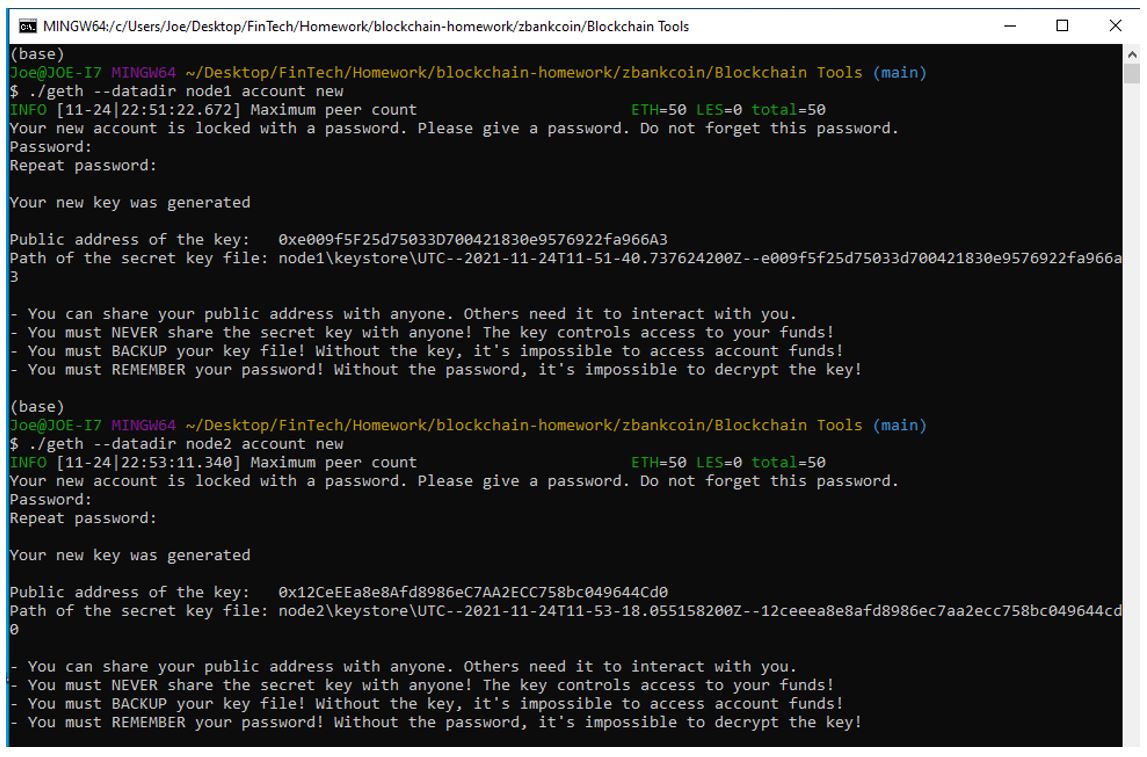 MINGW64:/c/Users/Joe/Desktop/FinTech/Homework/blockchain-homework/zbankcoin/Blockchain Tools
(base)
Joe@JOE-I7 MINGW64 ~/Desktop/FinTech/Homework/blockchain-homework/zbankcoin/Blockchain Tools (main)
$ ./geth --datadir node1 account new
INFO [11-24|22:51:22.672] Maximum peer count ETH=50 LES=0 total=50
Your new account is locked with a password. Please give a password. Do not forget this password.
Password:
Repeat password:
Your new key was generated
Public address of the key: 0xe009f5F25d75033D700421830e9576922fa966A3
Path of the secret key file: node1\keystore\UTC--2021-11-24T11-51-40.737624200Z--e009f5f25d75033d700421830e9576922fa966a
3
- You can share your public address with anyone. Others need it to interact with you.
- You must NEVER share the secret key with anyone! The key controls access to your funds!
- You must BACKUP your key file! Without the key, it's impossible to access account funds!
- You must REMEMBER your password! Without the password, it's impossible to decrypt the key!
(base)
Joe@JOE-I7 MINGW64 ~/Desktop/FinTech/Homework/blockchain-homework/zbankcoin/Blockchain Tools (main)
$ ./geth --datadir node2 account new
INFO [11-24|22:53:11.340] Maximum peer count ETH=50 LES=0 total=50
Your new account is locked with a password. Please give a password. Do not forget this password.
Password:
Repeat password:
Your new key was generated
Public address of the key: 0x12CeEEa8e8Afd8986eC7AA2ECC758bc049644Cd0
Path of the secret key file: node2\keystore\UTC--2021-11-24T11-53-18.055158200Z--12ceeea8e8afd8986ec7aa2ecc758bc049644cd
0
- You can share your public address with anyone. Others need it to interact with you.
- You must NEVER share the secret key with anyone! The key controls access to your funds!
- You must BACKUP your key file! Without the key, it's impossible to access account funds!
- You must REMEMBER your password! Without the password, it's impossible to decrypt the key!